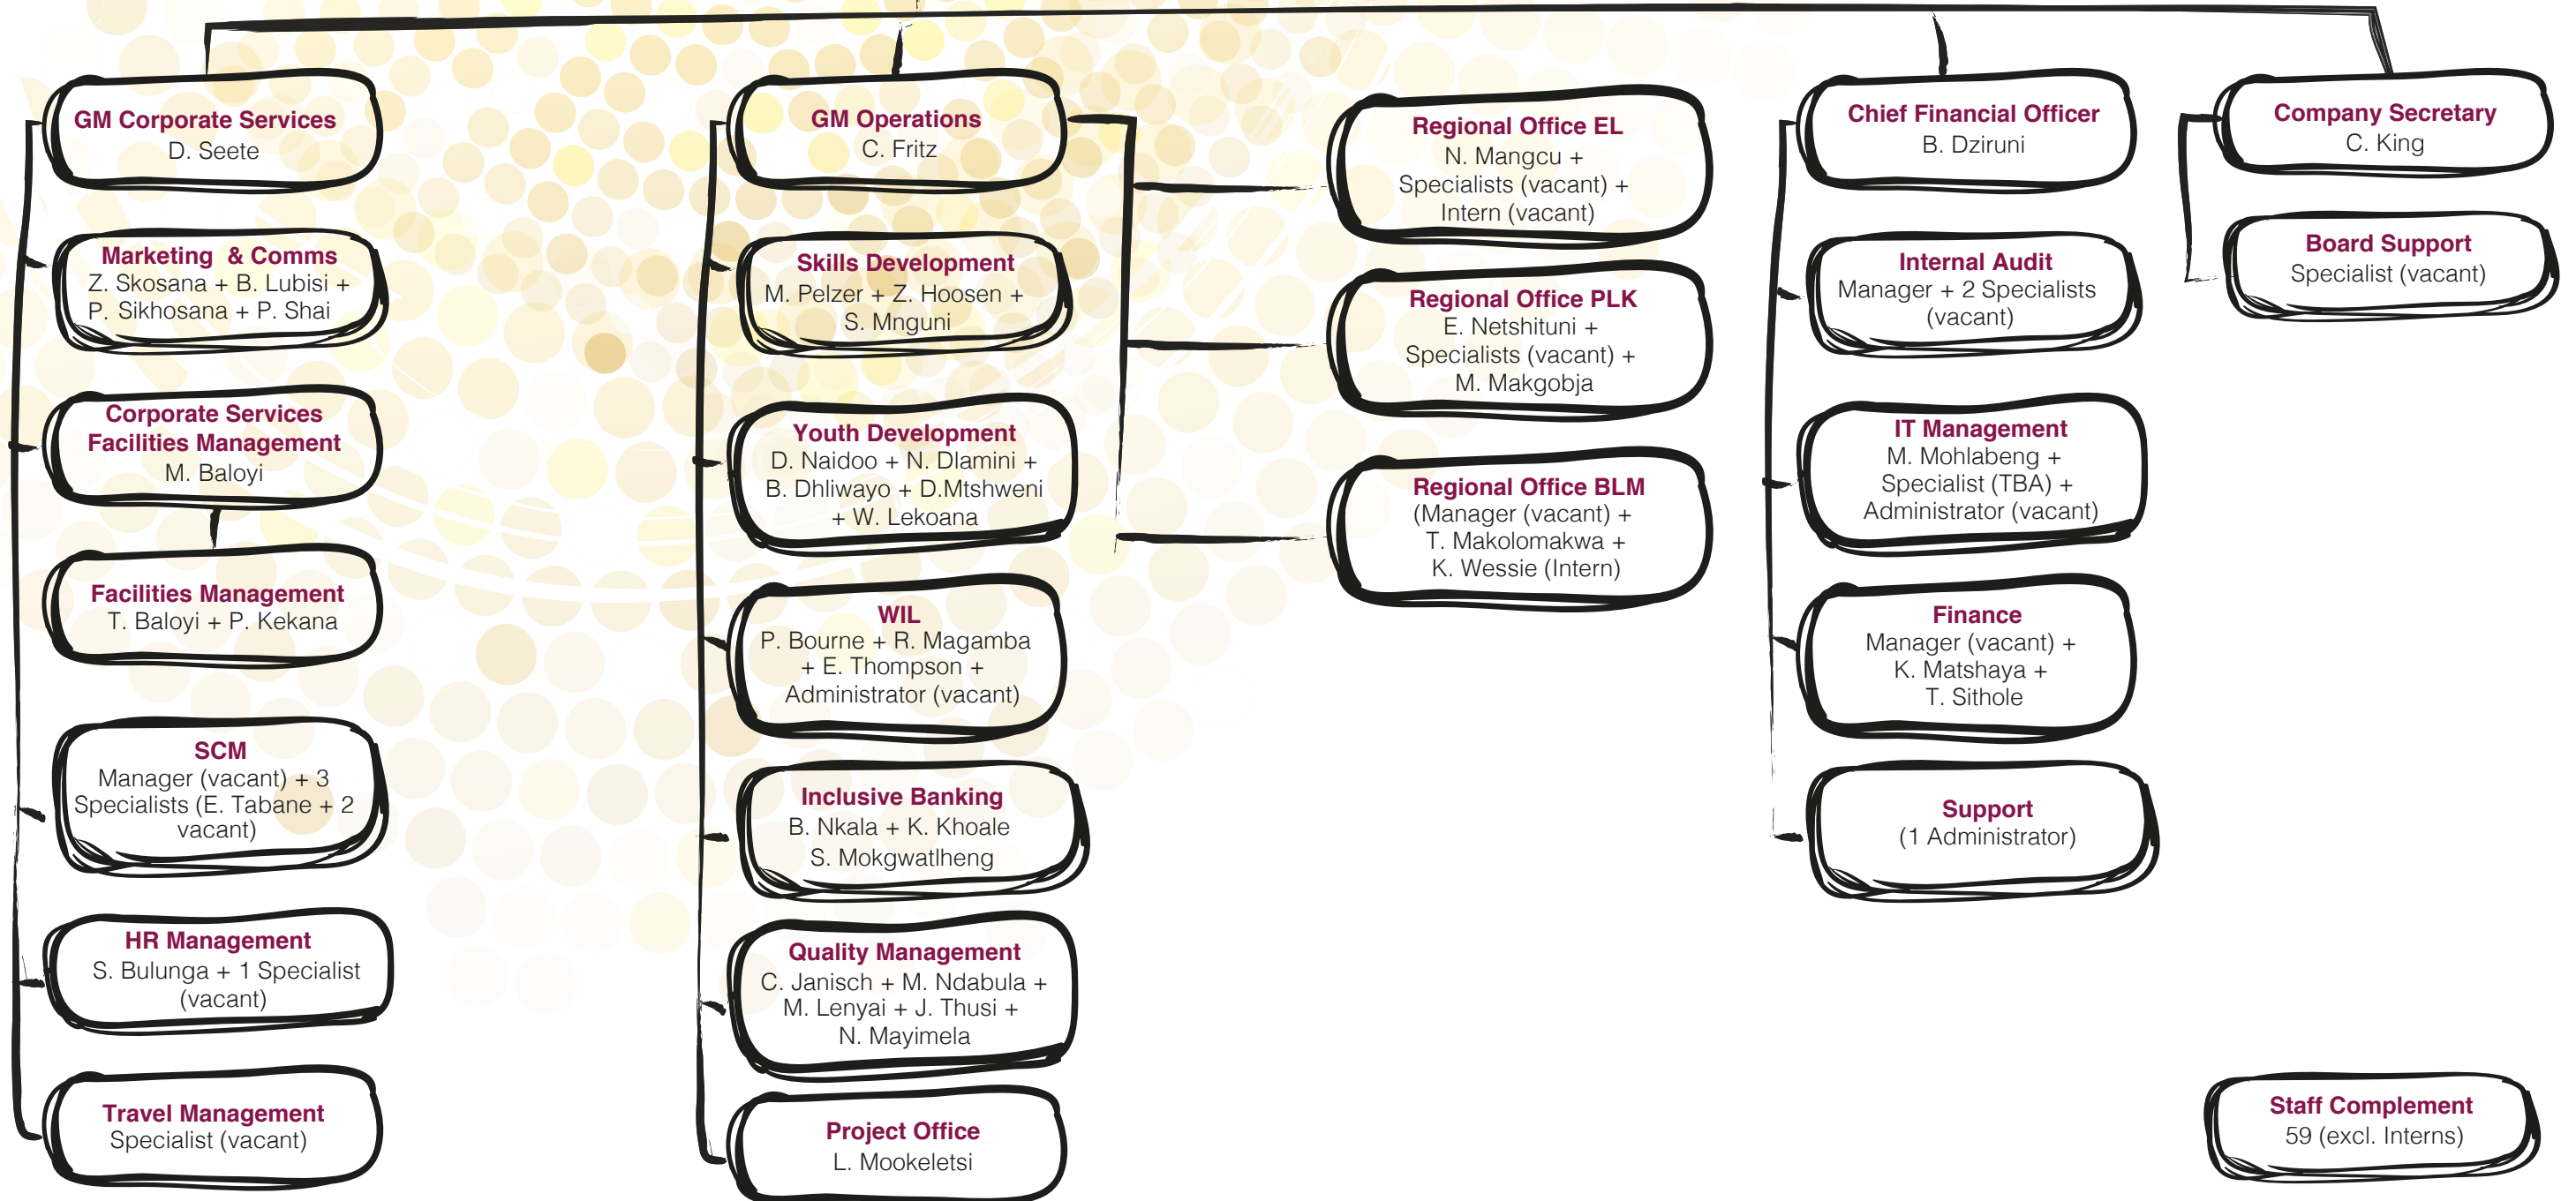 GM Corporate Services
D. Seete
Marketing & Comms
Z. Skosana + B. Lubisi +
P. Sikhosana + P. Shai
Corporate Services
Facilities Management
M. Baloyi
Facilities Management
T. Baloyi + P. Kekana
SCM
Manager (vacant) + 3
Specialists (E. Tabane + 2
vacant)
HR Management
S. Bulunga + 1 Specialist
(vacant)
Travel Management
Specialist (vacant)
GM Operations
C. Fritz
Skills Development
M. Pelzer + Z. Hoosen +
S. Mnguni
Youth Development
D. Naidoo + N. Dlamini +
B. Dhliwayo + D.Mtshweni
+ W. Lekoana
WIL
P. Bourne + R. Magamba
+ E. Thompson +
Administrator (vacant)
Inclusive Banking
B. Nkala + K. Khoale
S. Mokgwatlheng
Quality Management
C. Janisch + M. Ndabula +
M. Lenyai + J. Thusi +
N. Mayimela
Project Office
L. Mookeletsi
Regional Office EL
N. Mangcu +
Specialists (vacant) +
Intern (vacant)
Regional Office PLK
E. Netshituni +
Specialists (vacant) +
M. Makgobja
Regional Office BLM
(Manager (vacant) +
T. Makolomakwa +
K. Wessie (Intern)
Chief Financial Officer
B. Dziruni
Internal Audit
Manager + 2 Specialists
(vacant)
IT Management
M. Mohlabeng +
Specialist (TBA) +
Administrator (vacant)
Finance
Manager (vacant) +
K. Matshaya +
T. Sithole
Support
(1 Administrator)
Company Secretary
C. King
Board Support
Specialist (vacant)
Staff Complement
59 (excl. Interns)